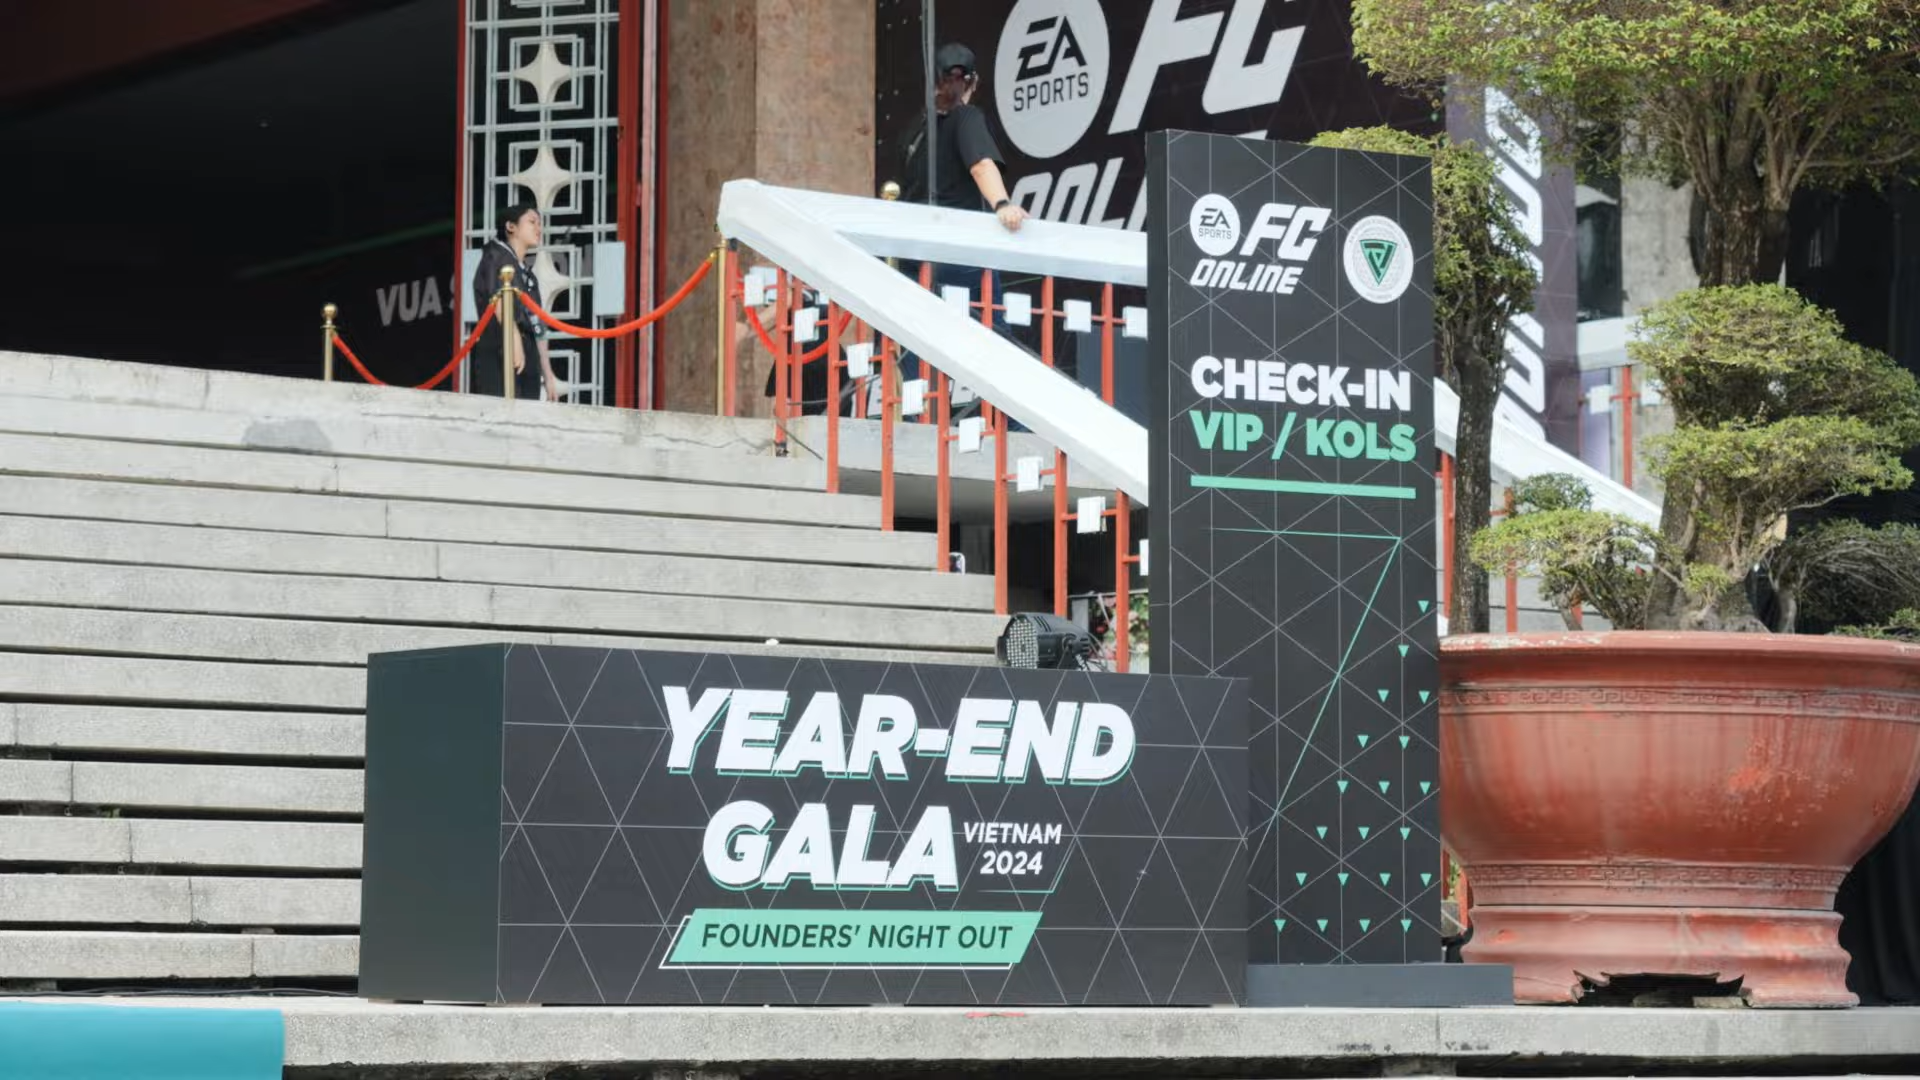 EA
SPORTS
FC
VUA
EA
SPORTS
FC
ONLINE
CHECK-IN
VIP / KOLS
YEAR-END
GALA
VIETNAM
2024
FOUNDERS' NIGHT OUT